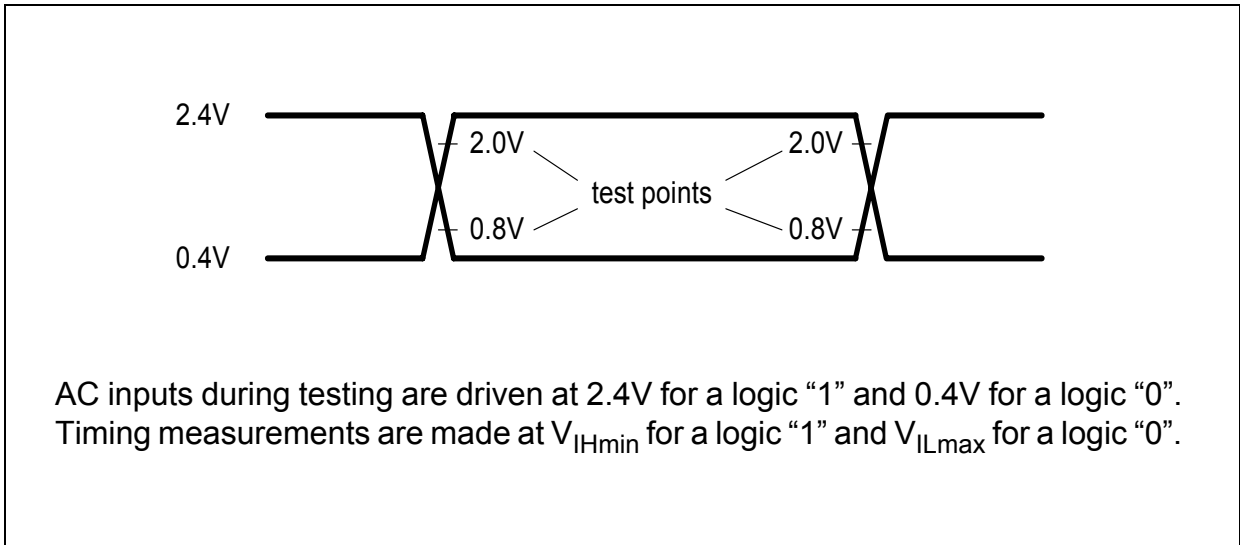 2.4V
2.0V 2.0V
test points
0.8V 0.8V
0.4V
AC inputs during testing are driven at 2.4V for a logic “1” and 0.4V for a logic “0”.
Timing measurements are made at VIHmin for a logic “1” and VILmax for a logic “0”.